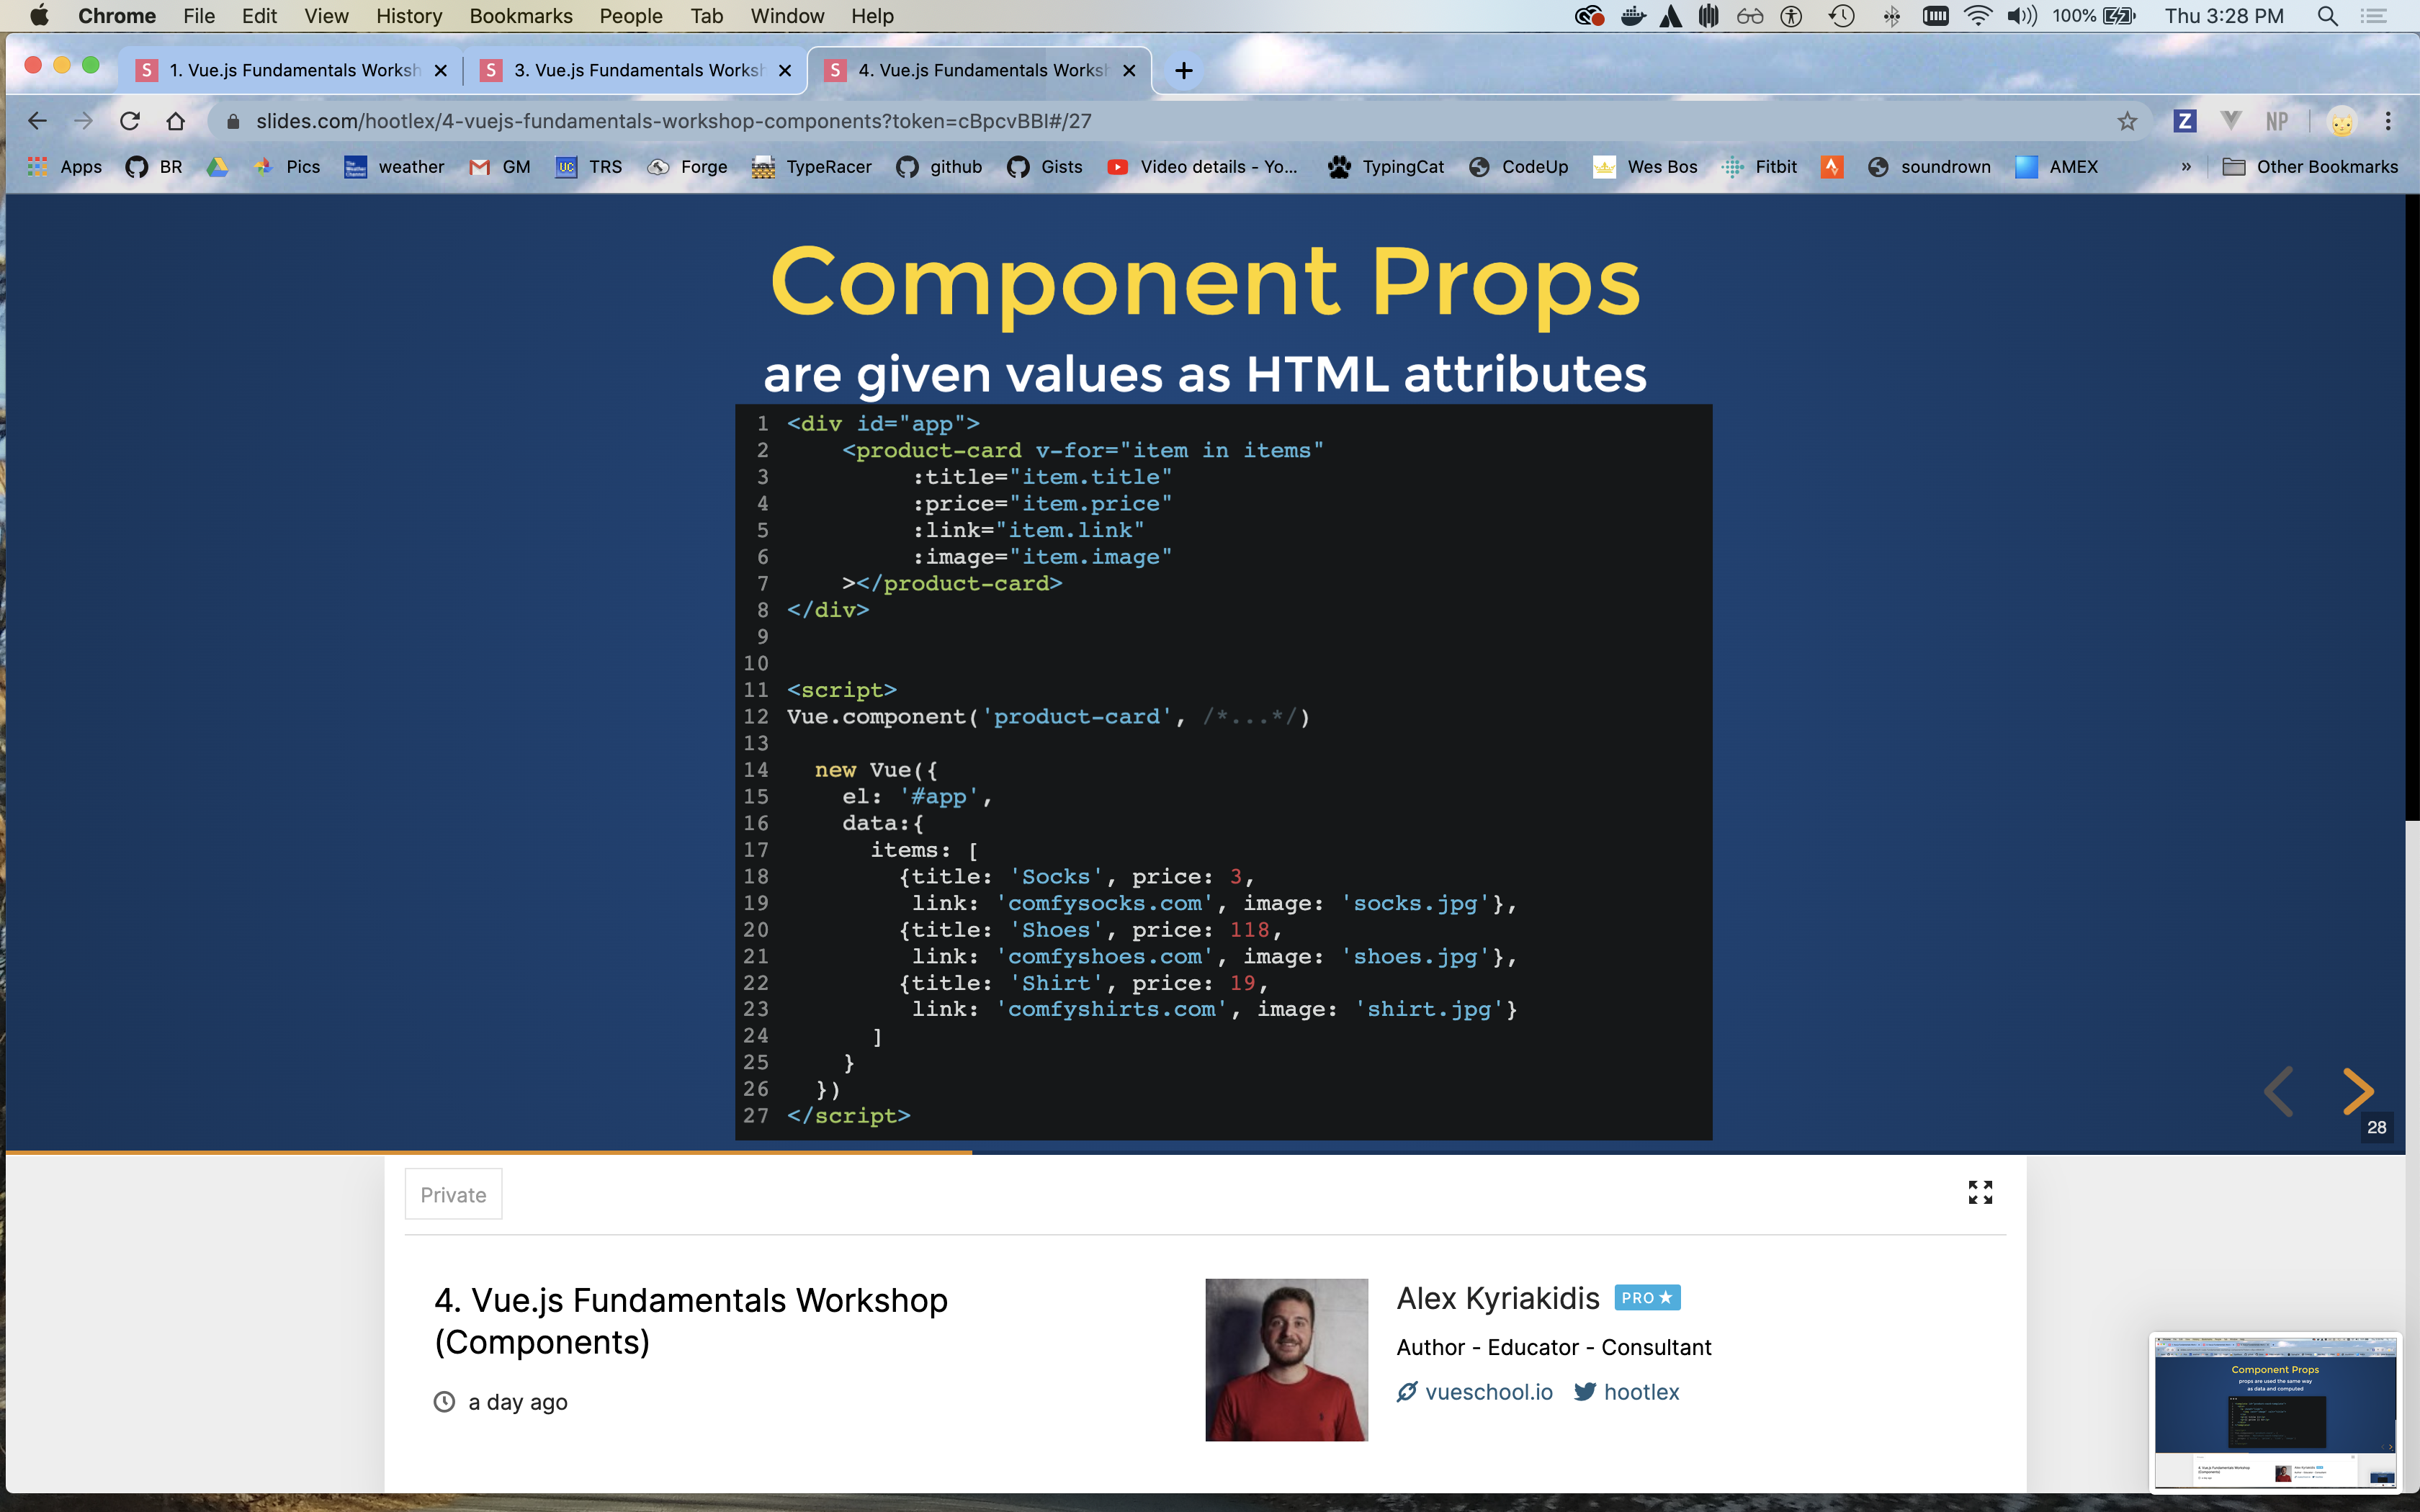 Chrome File Edit View History Bookmarks People Tab Window Help 100% Thu 3:28 PM
S 1. Vue.js Fundamentals Worksh S 3. Vue.js Fundamentals Worksh S 4. Vue.js Fundamentals Worksh
slides.com/hootlex/4-vuejs-fundamentals-workshop-components?token=cBpcvBBI#/27 Z NP
Apps BR Pics weather GM UC TRS Forge TypeRacer github Gists Video details - Yo... TypingCat CodeUp Wes Bos Fitbit soundrown AMEX » Other Bookmarks
Component Props
are given values as HTML attributes
1 <div id="app">
2 <product-card v-for="item in items"
3 :title="item.title"
4 :price="item.price"
5 :link="item.link"
6 :image="item.image"
7 ></product-card>
8 </div>
9
10
11 <script>
12 Vue.component('product-card', /*...*/)
13
14 new Vue({
15 el: '#app',
16 data:{
17 items: [
18 {title: 'Socks', price: 3,
19 link: 'comfysocks.com', image: 'socks.jpg'},
20 {title: 'Shoes', price: 118,
21 link: 'comfyshoes.com', image: 'shoes.jpg'},
22 {title: 'Shirt', price: 19,
23 link: 'comfyshirts.com', image: 'shirt.jpg'}
24 ]
25 }
26 })
27 </script>
28
Private
4. Vue.js Fundamentals Workshop
(Components)
a day ago
Alex Kyriakidis PRO
Author - Educator - Consultant
vueschool.io hootlex
Component Props
props are used the same way
as data and computed